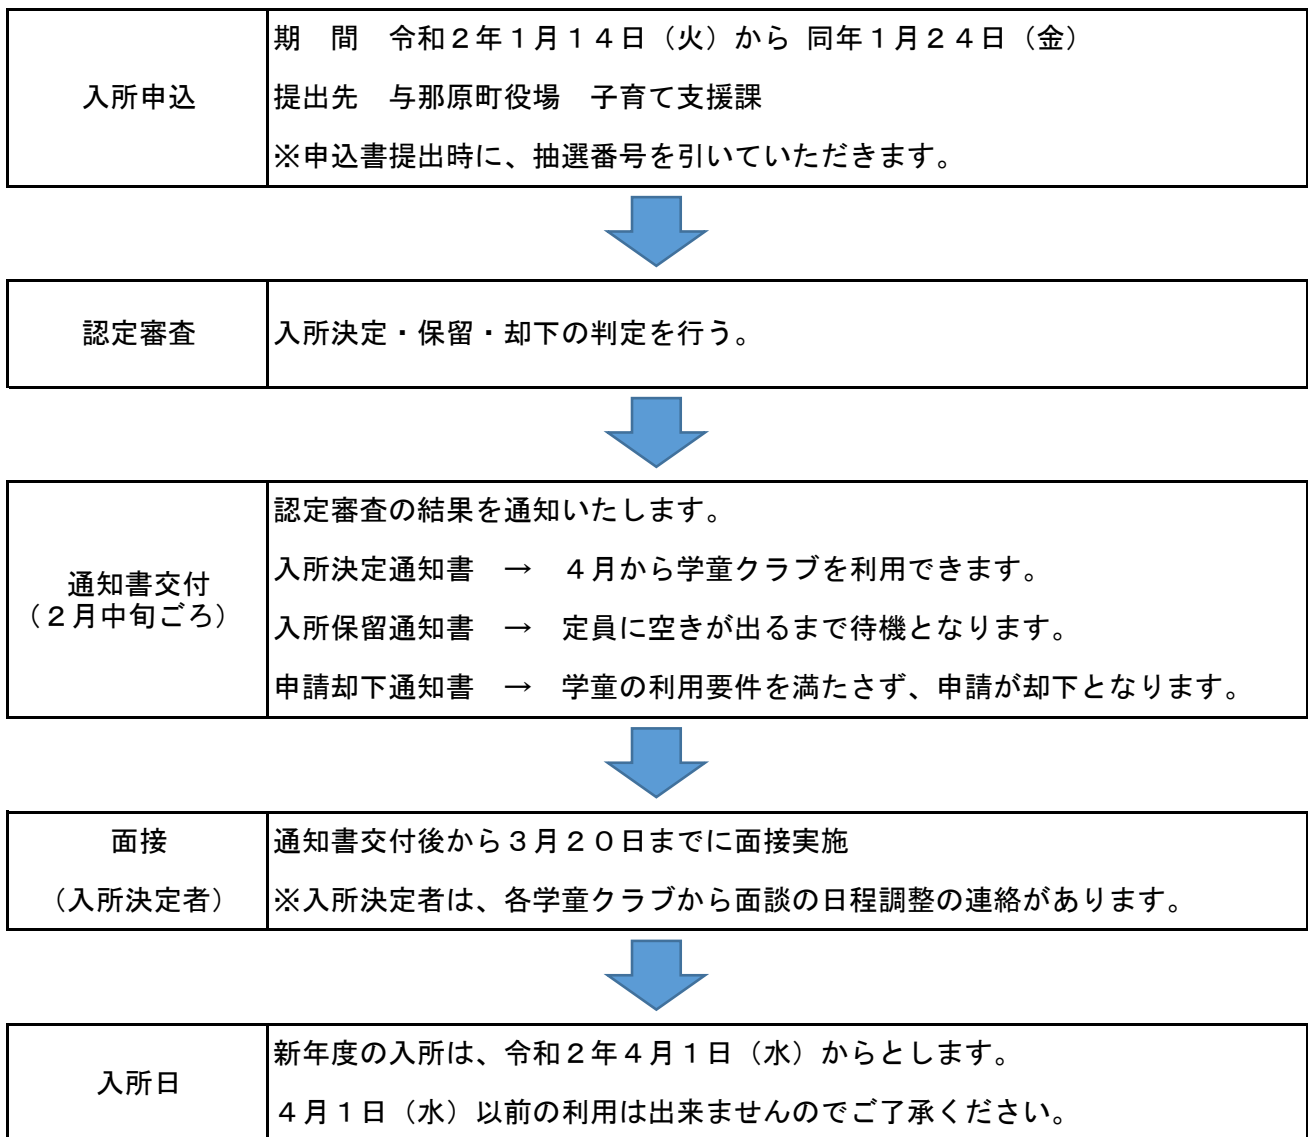 期　間　令和２年１月１４日（火）から 同年１月２４日（金）
入所申込
提出先　与那原町役場　子育て支援課
※申込書提出時に、抽選番号を引いていただきます。
認定審査
入所決定・保留・却下の判定を行う。
通知書交付
（２月中旬ごろ）
認定審査の結果を通知いたします。
入所決定通知書　→　４月から学童クラブを利用できます。
入所保留通知書　→　定員に空きが出るまで待機となります。
申請却下通知書　→　学童の利用要件を満たさず、申請が却下となります。
面接
（入所決定者）
通知書交付後から３月２０日までに面接実施
※入所決定者は、各学童クラブから面談の日程調整の連絡があります。
入所日
新年度の入所は、令和２年４月１日（水）からとします。
４月１日（水）以前の利用は出来ませんのでご了承ください。